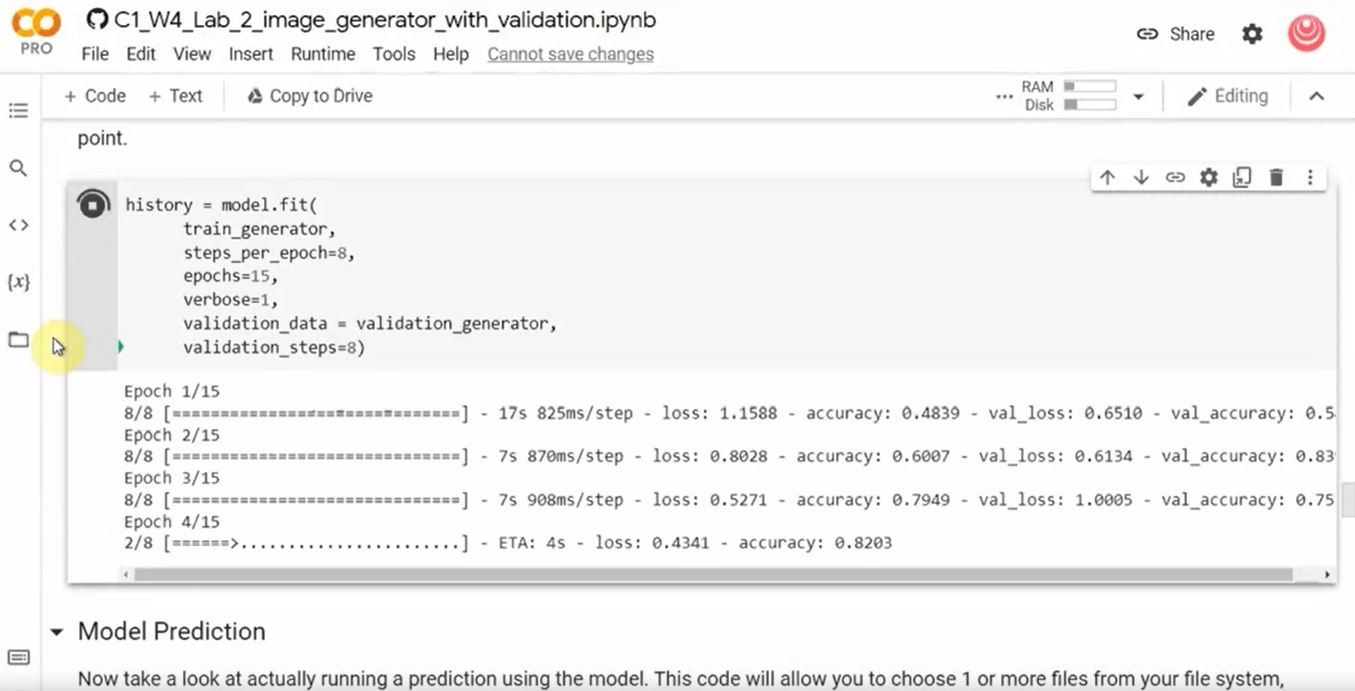 CO C1_W4_Lab_2_image_generator_with_validation.ipynb
PRO File Edit View Insert Runtime Tools Help Cannot save changes
Share
+ Code + Text Copy to Drive
RAM
Disk
Editing
point.
history = model.fit(
train_generator,
steps_per_epoch=8,
epochs=15,
verbose=1,
{x}
validation_data = validation_generator,
validation_steps=8)
Epoch 1/15
8/8 [==============================] - 17s 825ms/step - loss: 1.1588 - accuracy: 0.4839 - val_loss: 0.6510 - val_accuracy: 0.5
Epoch 2/15
8/8 [==============================] - 7s 870ms/step - loss: 0.8028 - accuracy: 0.6007 - val_loss: 0.6134 - val_accuracy: 0.83
Epoch 3/15
8/8 [==============================] - 7s 908ms/step - loss: 0.5271 - accuracy: 0.7949 - val_loss: 1.0005 - val_accuracy: 0.75
Epoch 4/15
2/8 [======>.......................] - ETA: 4s - loss: 0.4341 - accuracy: 0.8203
Model Prediction
Now take a look at actually running a prediction using the model. This code will allow you to choose 1 or more files from your file system,